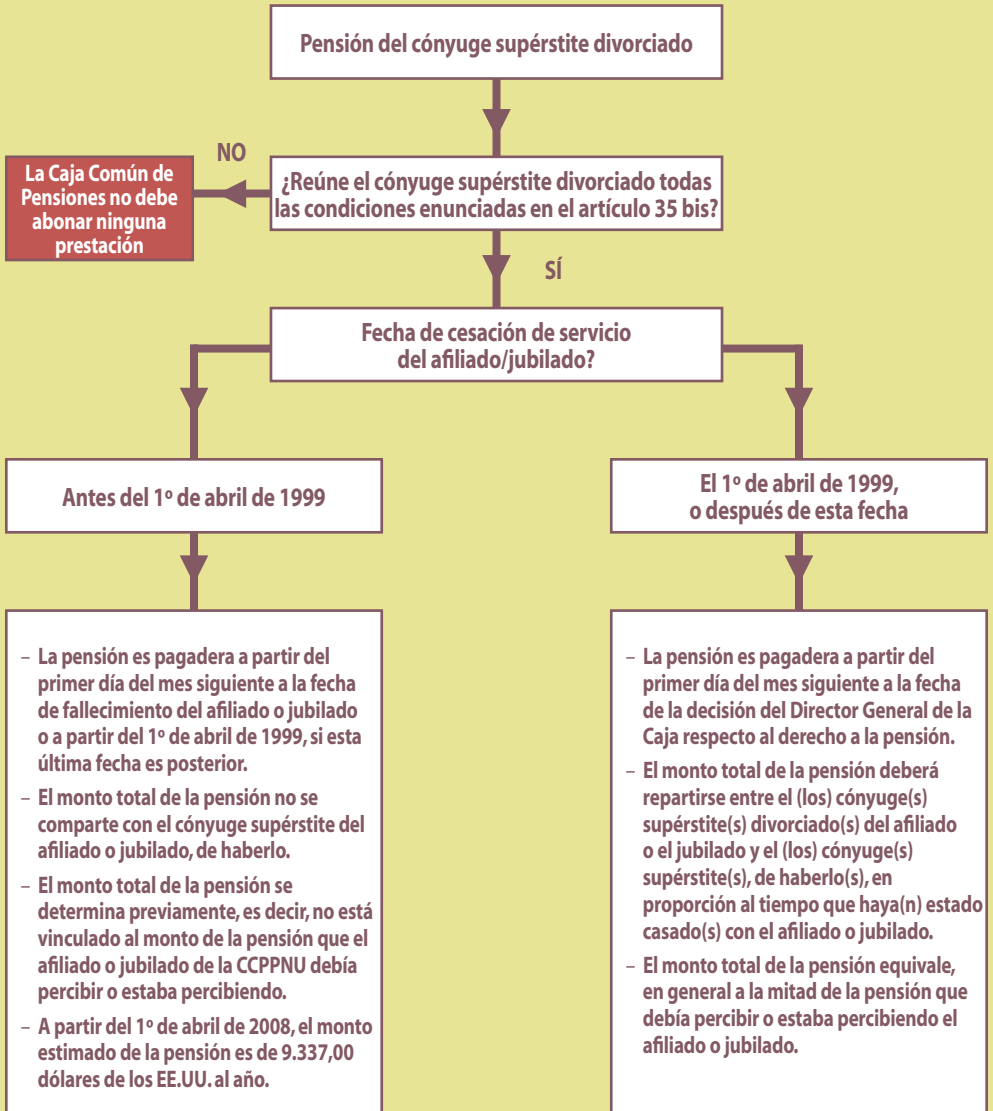 Pensión del cónyuge supérstite divorciado
NO
La Caja Común de
Pensiones no debe
abonar ninguna
prestación
¿Reúne el cónyuge supérstite divorciado todas
las condiciones enunciadas en el artículo 35 bis?
SÍ
Fecha de cesación de servicio
del afiliado/jubilado?
Antes del 1º de abril de 1999
El 1º de abril de 1999,
o después de esta fecha
– La pensión es pagadera a partir del
primer día del mes siguiente a la fecha
de fallecimiento del afiliado o jubilado
o a partir del 1º de abril de 1999, si esta
última fecha es posterior.
– El monto total de la pensión no se
comparte con el cónyuge supérstite del
afiliado o jubilado, de haberlo.
– El monto total de la pensión se
determina previamente, es decir, no está
vinculado al monto de la pensión que el
afiliado o jubilado de la CCPPNU debía
percibir o estaba percibiendo.
– A partir del 1º de abril de 2008, el monto
estimado de la pensión es de 9.337,00
dólares de los EE.UU. al año.
– La pensión es pagadera a partir del
primer día del mes siguiente a la fecha
de la decisión del Director General de la
Caja respecto al derecho a la pensión.
– El monto total de la pensión deberá
repartirse entre el (los) cónyuge(s)
supérstite(s) divorciado(s) del afiliado
o el jubilado y el (los) cónyuge(s)
supérstite(s), de haberlo(s), en
proporción al tiempo que haya(n) estado
casado(s) con el afiliado o jubilado.
– El monto total de la pensión equivale,
en general a la mitad de la pensión que
debía percibir o estaba percibiendo el
afiliado o jubilado.